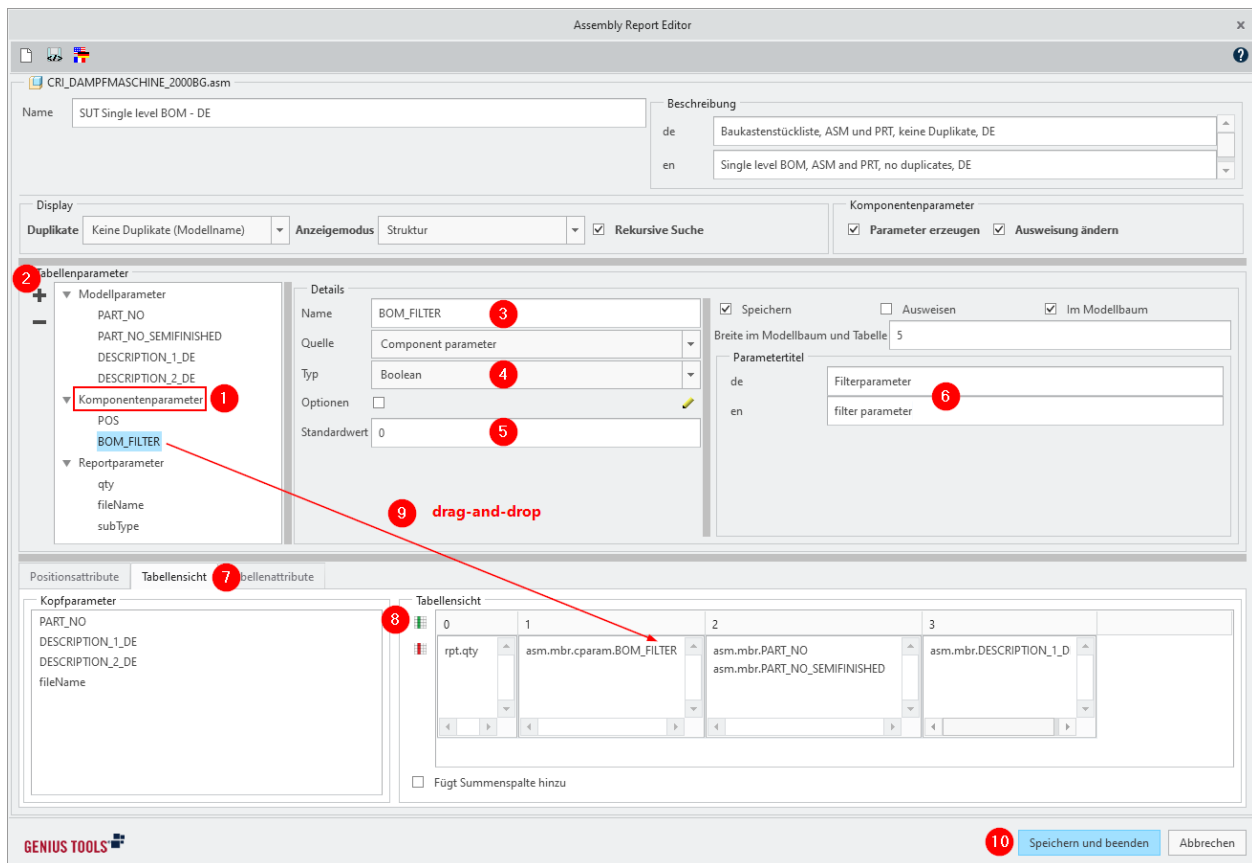 Assembly Report Editor
CRI_DAMPFMASCHINE_2000BG.asm
Name SUT Single level BOM - DE
Beschreibung
de Baukastenstückliste, ASM und PRT, keine Duplikate, DE
en Single level BOM, ASM and PRT, no duplicates, DE
Display
Duplikate Keine Duplikate (Modellname) Anzeigemodus Struktur Rekursive Suche
Komponentenparameter
Parameter erzeugen Ausweisung ändern
2
Tabellenparameter
Modellparameter
PART_NO
PART_NO_SEMIFINISHED
DESCRIPTION_1_DE
DESCRIPTION_2_DE
Komponentenparameter 1
POS
BOM_FILTER
Reportparameter
qty
fileName
subType
Details
Name BOM_FILTER 3
Quelle Component parameter
Typ Boolean 4
Optionen
Standardwert 0 5
9 drag-and-drop
Speichern Ausweisen Im Modellbaum
Breite im Modellbaum und Tabelle 5
Parametertitel
de Filterparameter
6
en filter parameter
Positionsattribute Tabellensicht 7 bellenattribute
Kopfparameter
PART_NO
DESCRIPTION_1_DE
DESCRIPTION_2_DE
fileName
Tabellensicht
8 0 1 2 3
rpt.qty asm.mbr.cparam.BOM_FILTER asm.mbr.PART_NO asm.mbr.DESCRIPTION_1_D
asm.mbr.PART_NO_SEMIFINISHED
Fügt Summenspalte hinzu
GENIUS TOOLS
10 Speichern und beenden Abbrechen